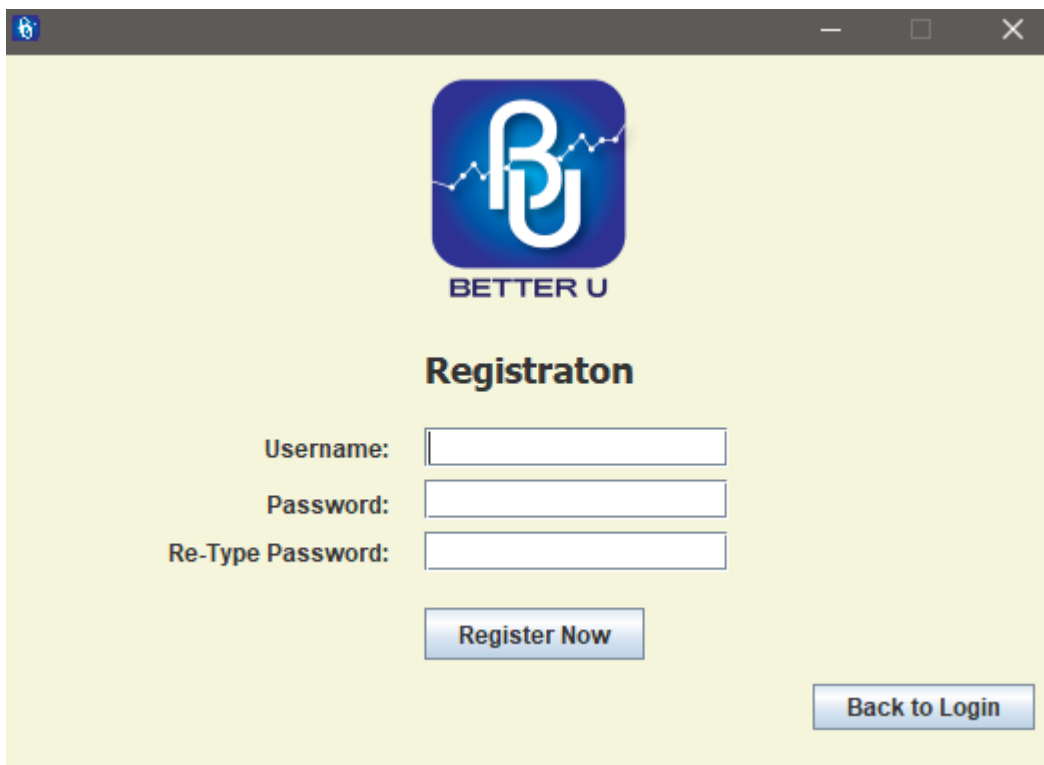 BU
BETTER U
Registraton
Username:
Password:
Re-Type Password:
Register Now
Back to Login